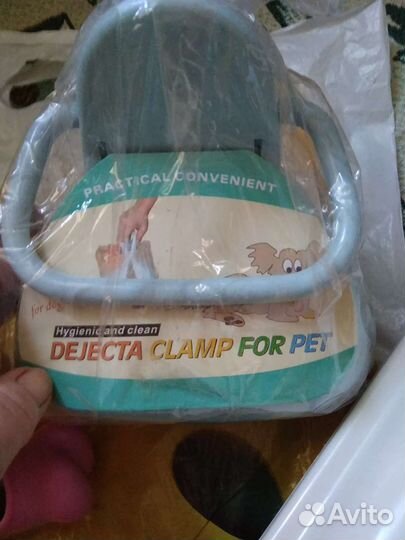 PRACTICAL CONVENIENT
for dog
Hygienic and clean
DEJECTA CLAMP FOR PET
Avito